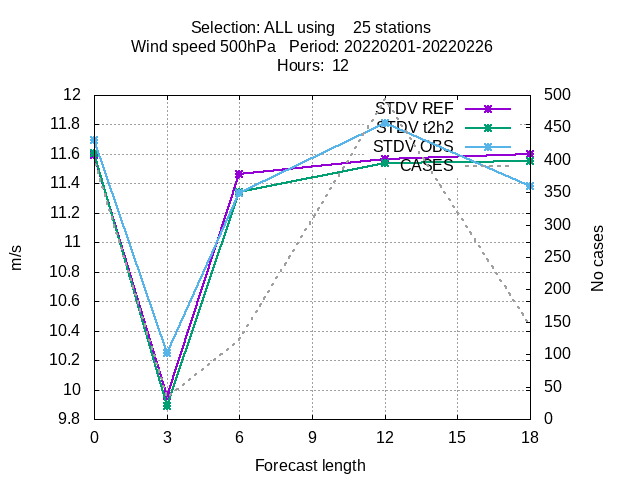 Selection: ALL using    25 stations
Wind speed 500hPa   Period: 20220201-20220226
Hours:  12
12
11.8
11.6
11.4
11.2
11
10.8
10.6
10.4
10.2
10
9.8
m/s
STDV REF
STDV t2h2
STDV OBS
CASES
500
450
400
350
300
250
200
150
100
50
0
No cases
0 3 6 9 12 15 18
Forecast length